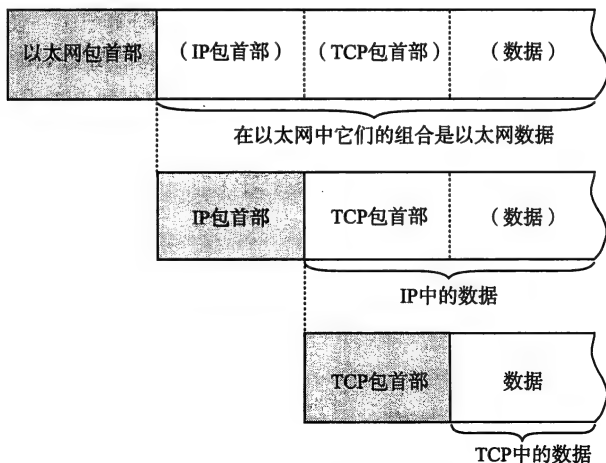 以太网包首部 （IP包首部） （TCP包首部） （数据）
在以太网中它们的组合是以太网数据
IP包首部 TCP包首部 （数据）
IP中的数据
TCP包首部 数据
TCP中的数据